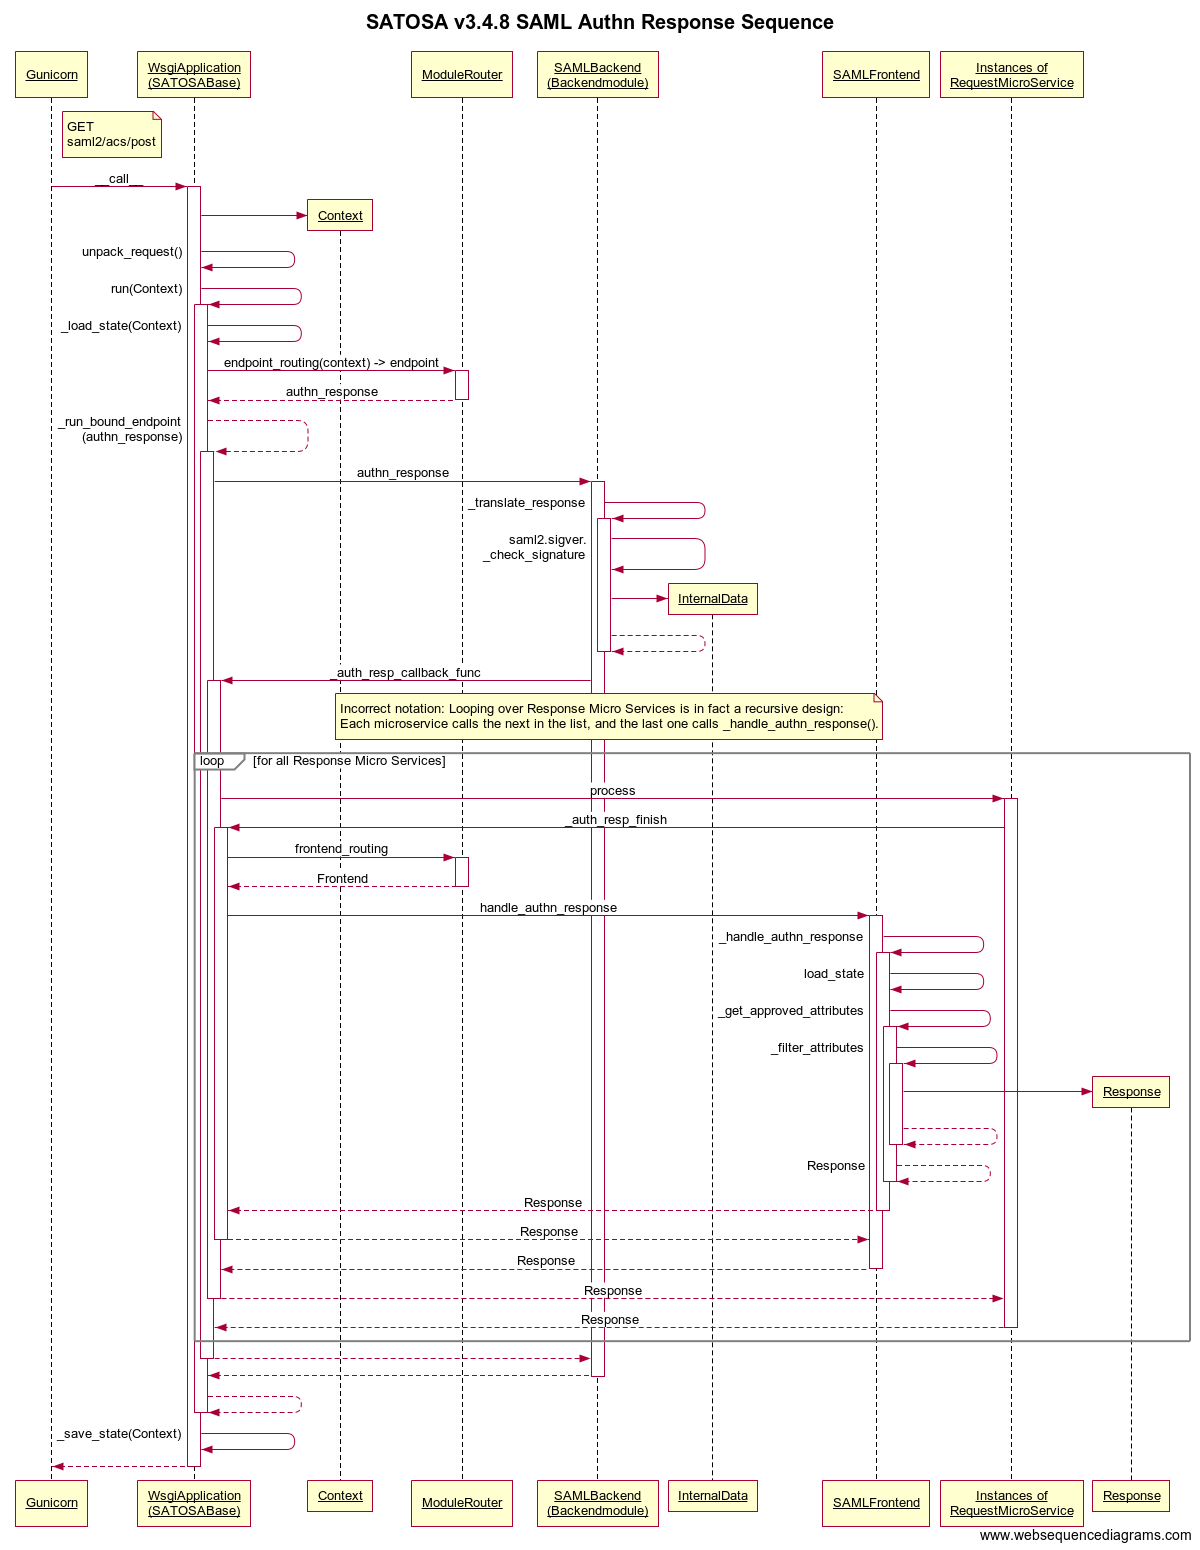 SATOSA v3.4.8 SAML Authn Response Sequence
Gunicorn
WsgiApplication
(SATOSABase)
ModuleRouter
SAMLBackend
(Backendmodule)
SAMLFrontend
Instances of
RequestMicroService
GET
saml2/acs/post
__call__
Context
unpack_request()
run(Context)
_load_state(Context)
endpoint_routing(context) -> endpoint
authn_response
_run_bound_endpoint
(authn_response)
authn_response
_translate_response
saml2.sigver.
_check_signature
InternalData
_auth_resp_callback_func
Incorrect notation: Looping over Response Micro Services is in fact a recursive design:
Each microservice calls the next in the list, and the last one calls _handle_authn_response().
loop
[for all Response Micro Services]
process
_auth_resp_finish
frontend_routing
Frontend
handle_authn_response
_handle_authn_response
load_state
_get_approved_attributes
_filter_attributes
Response
Response
Response
Response
Response
Response
Response
_save_state(Context)
Gunicorn
WsgiApplication
(SATOSABase)
Context
ModuleRouter
SAMLBackend
(Backendmodule)
InternalData
SAMLFrontend
Instances of
RequestMicroService
Response
www.websequencediagrams.com